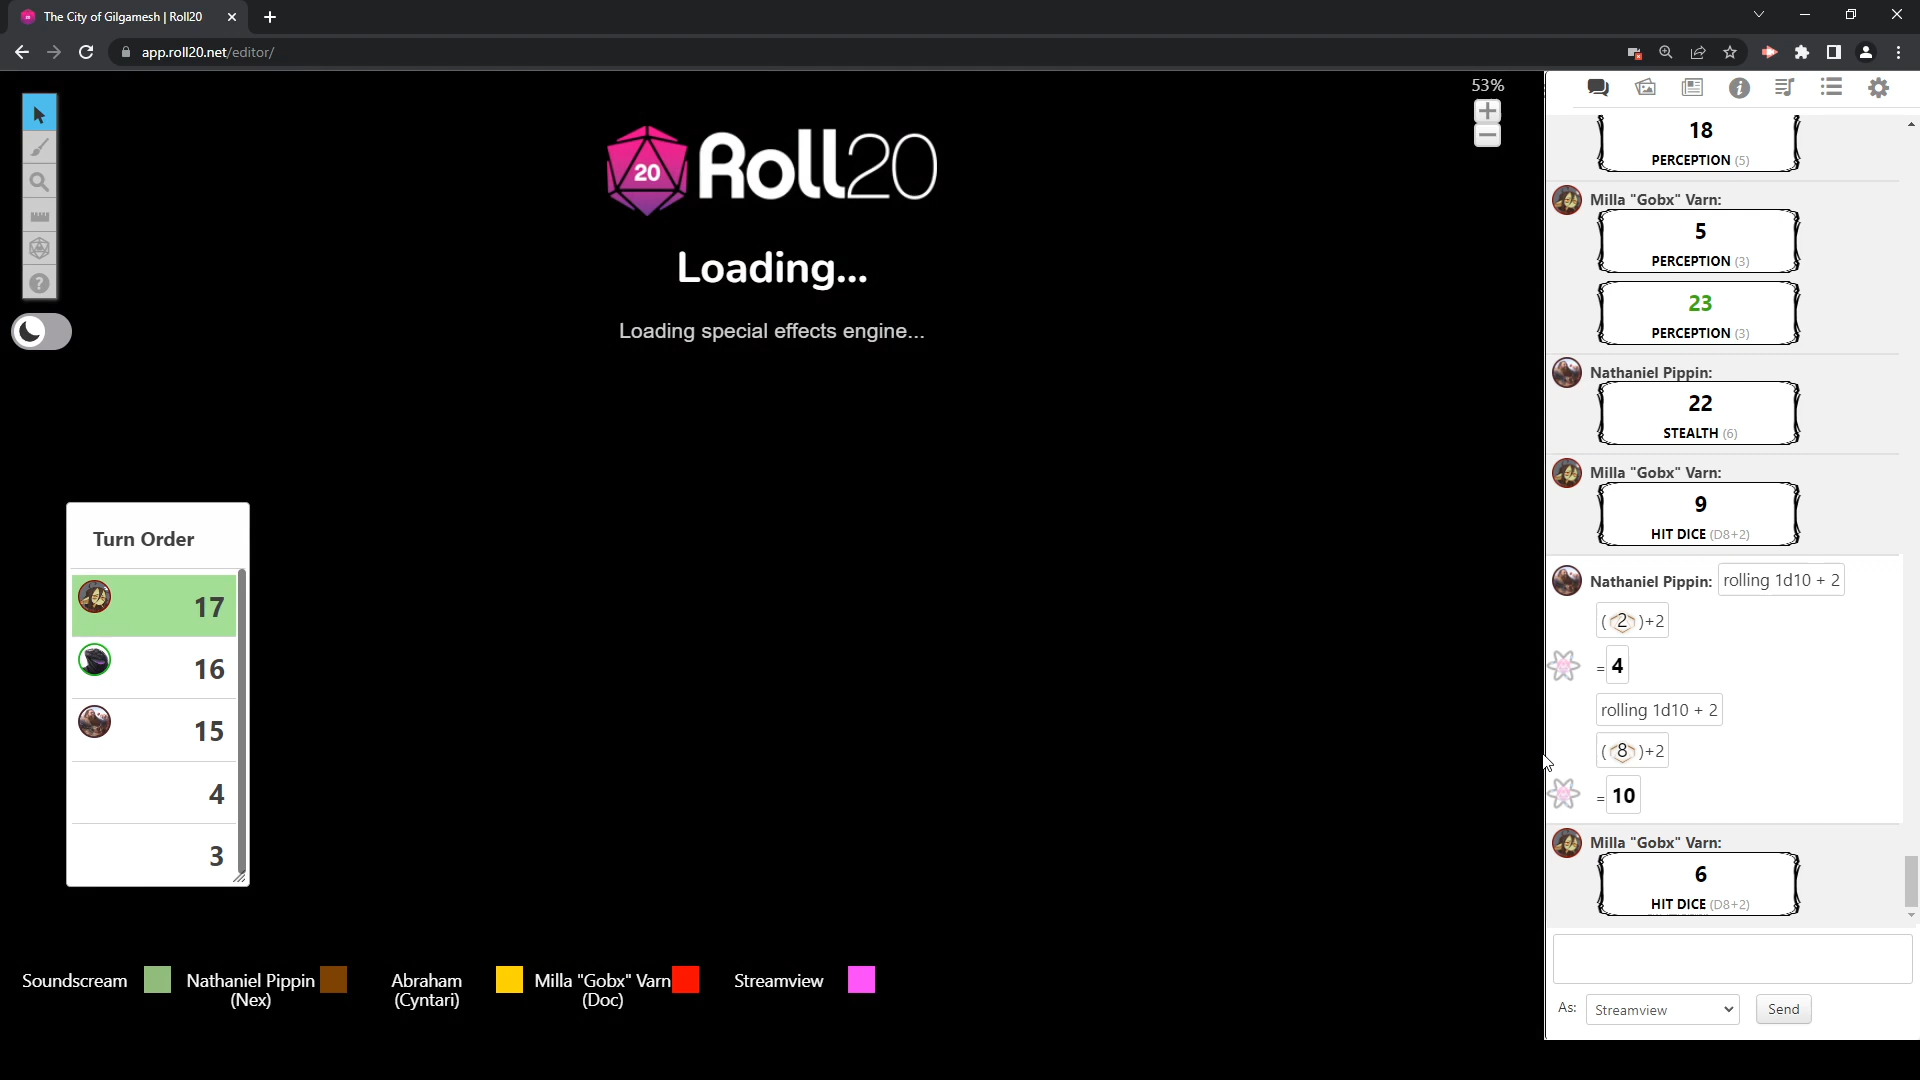 The City of Gilgamesh | Roll20
app.roll20.net/editor/
53%
20
Roll20
Loading...
Loading special effects engine...
Turn Order
17
16
15
4
3
Soundscream
Nathaniel Pippin
(Nex)
Abraham
(Cyntari)
Milla "Gobx" Varn
(Doc)
Streamview
18
PERCEPTION (5)
Milla "Gobx" Varn:
5
PERCEPTION (3)
23
PERCEPTION (3)
Nathaniel Pippin:
22
STEALTH (6)
Milla "Gobx" Varn:
9
HIT DICE (D8+2)
Nathaniel Pippin: rolling 1d10 + 2
(2)+2
=4
rolling 1d10 + 2
(8)+2
=10
Milla "Gobx" Varn:
6
HIT DICE (D8+2)
As: Streamview Send